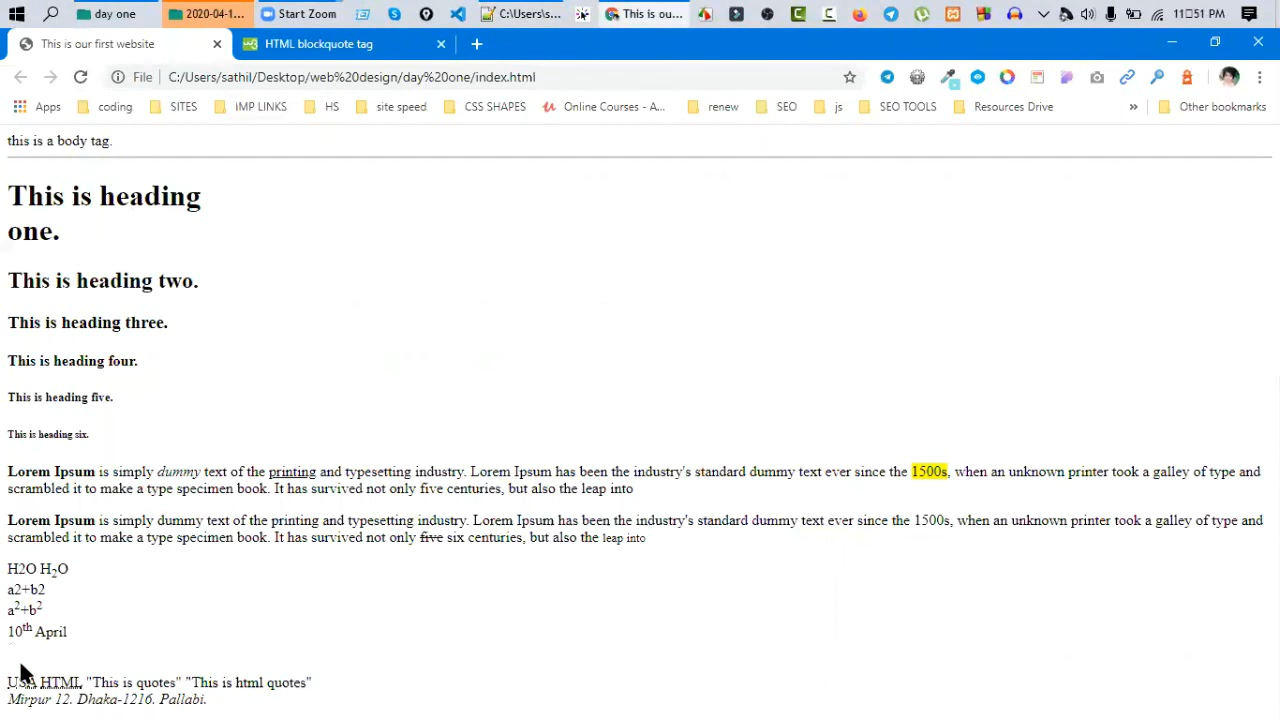 day one
2020-04-1...
Start Zoom
C:\Users\s...
This is ou...
11:51 PM
This is our first website
HTML blockquote tag
File
C:/Users/sathil/Desktop/web%20design/day%20one/index.html
Apps
coding
SITES
IMP LINKS
HS
site speed
CSS SHAPES
Online Courses - A...
renew
SEO
js
SEO TOOLS
Resources Drive
»
Other bookmarks
this is a body tag.
This is heading
one.
This is heading two.
This is heading three.
This is heading four.
This is heading five.
This is heading six.
Lorem Ipsum is simply dummy text of the printing and typesetting industry. Lorem Ipsum has been the industry's standard dummy text ever since the 1500s, when an unknown printer took a galley of type and
scrambled it to make a type specimen book. It has survived not only five centuries, but also the leap into
Lorem Ipsum is simply dummy text of the printing and typesetting industry. Lorem Ipsum has been the industry's standard dummy text ever since the 1500s, when an unknown printer took a galley of type and
scrambled it to make a type specimen book. It has survived not only five six centuries, but also the leap into
H2O H₂O
a2+b2
a²+b²
10th April
USA HTML "This is quotes" "This is html quotes"
Mirpur 12. Dhaka-1216. Pallabi.